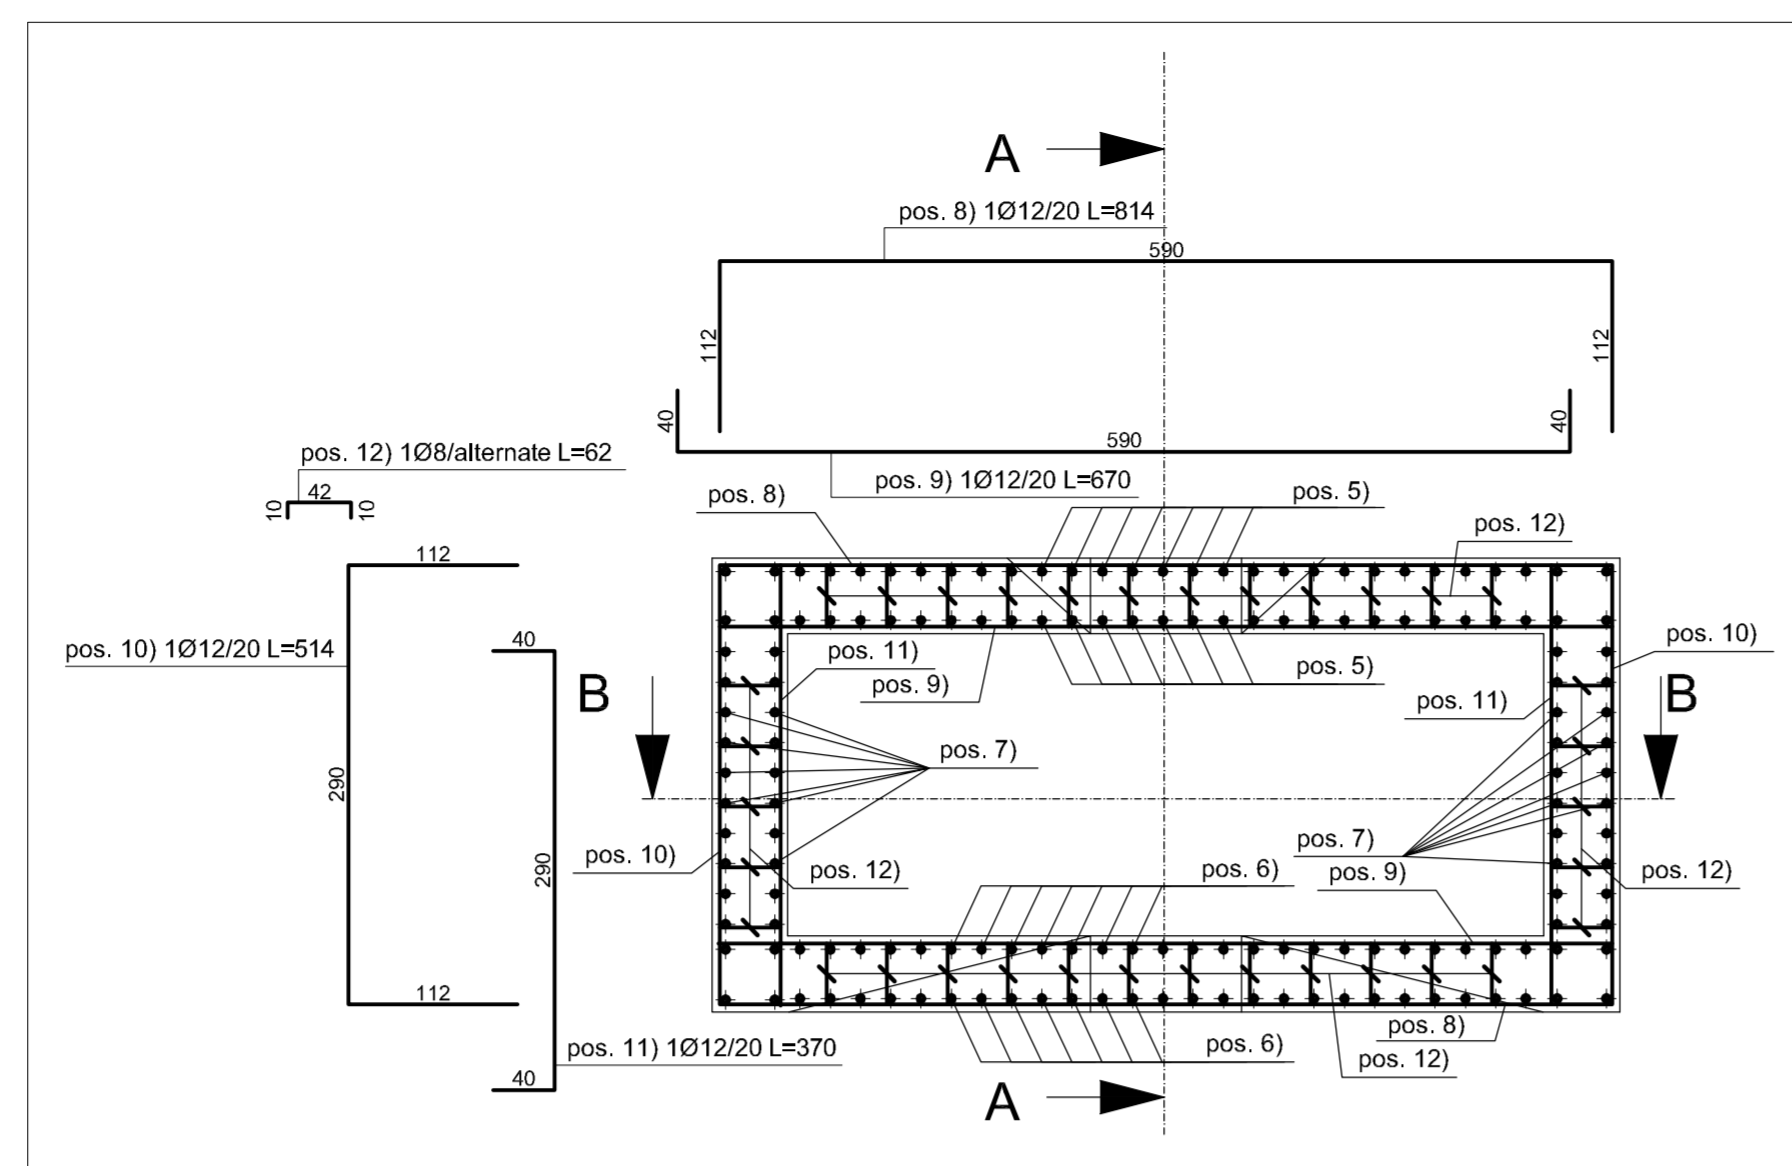 A
pos. 8) 1Ø12/20 L=814
590
112
112
40
40
590
pos. 9) 1Ø12/20 L=670
pos. 12) 1Ø8/alternate L=62
42
10
10
pos. 8)
pos. 5)
pos. 12)
112
290
pos. 10) 1Ø12/20 L=514
112
40
290
40
pos. 11) 1Ø12/20 L=370
B
pos. 11)
pos. 9)
pos. 5)
pos. 10)
pos. 11)
B
pos. 7)
pos. 7)
pos. 10)
pos. 12)
pos. 6)
pos. 9)
pos. 12)
pos. 6)
pos. 8)
pos. 12)
A